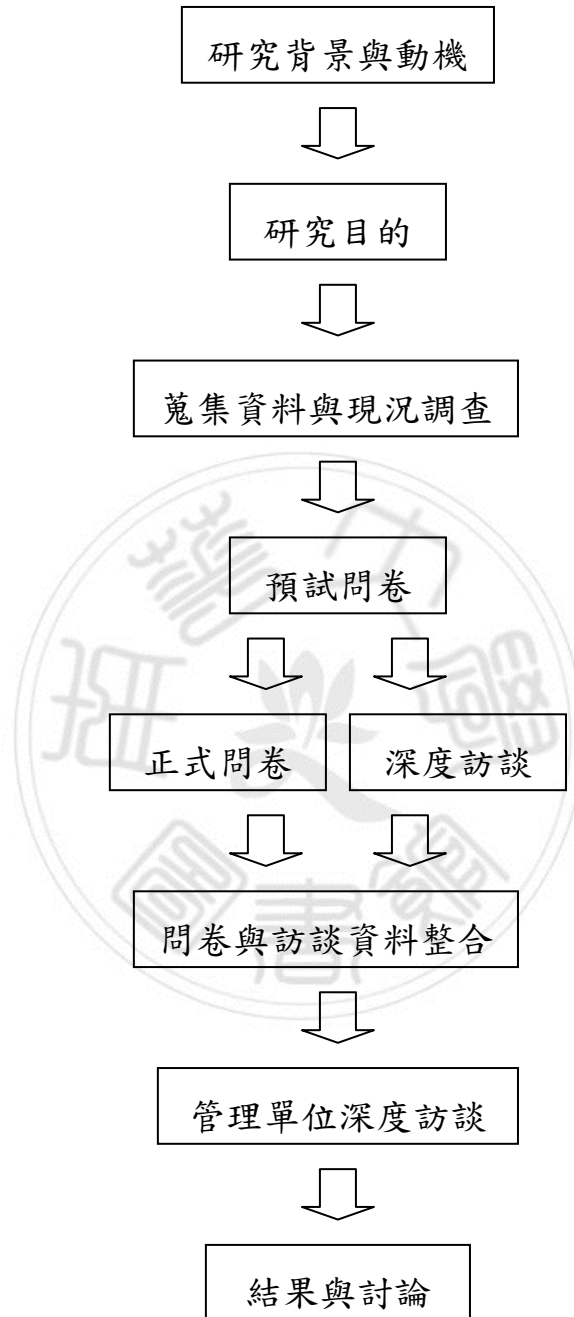 研究背景與動機
研究目的
蒐集資料與現況調查
預試問卷
正式問卷
深度訪談
問卷與訪談資料整合
管理單位深度訪談
結果與討論